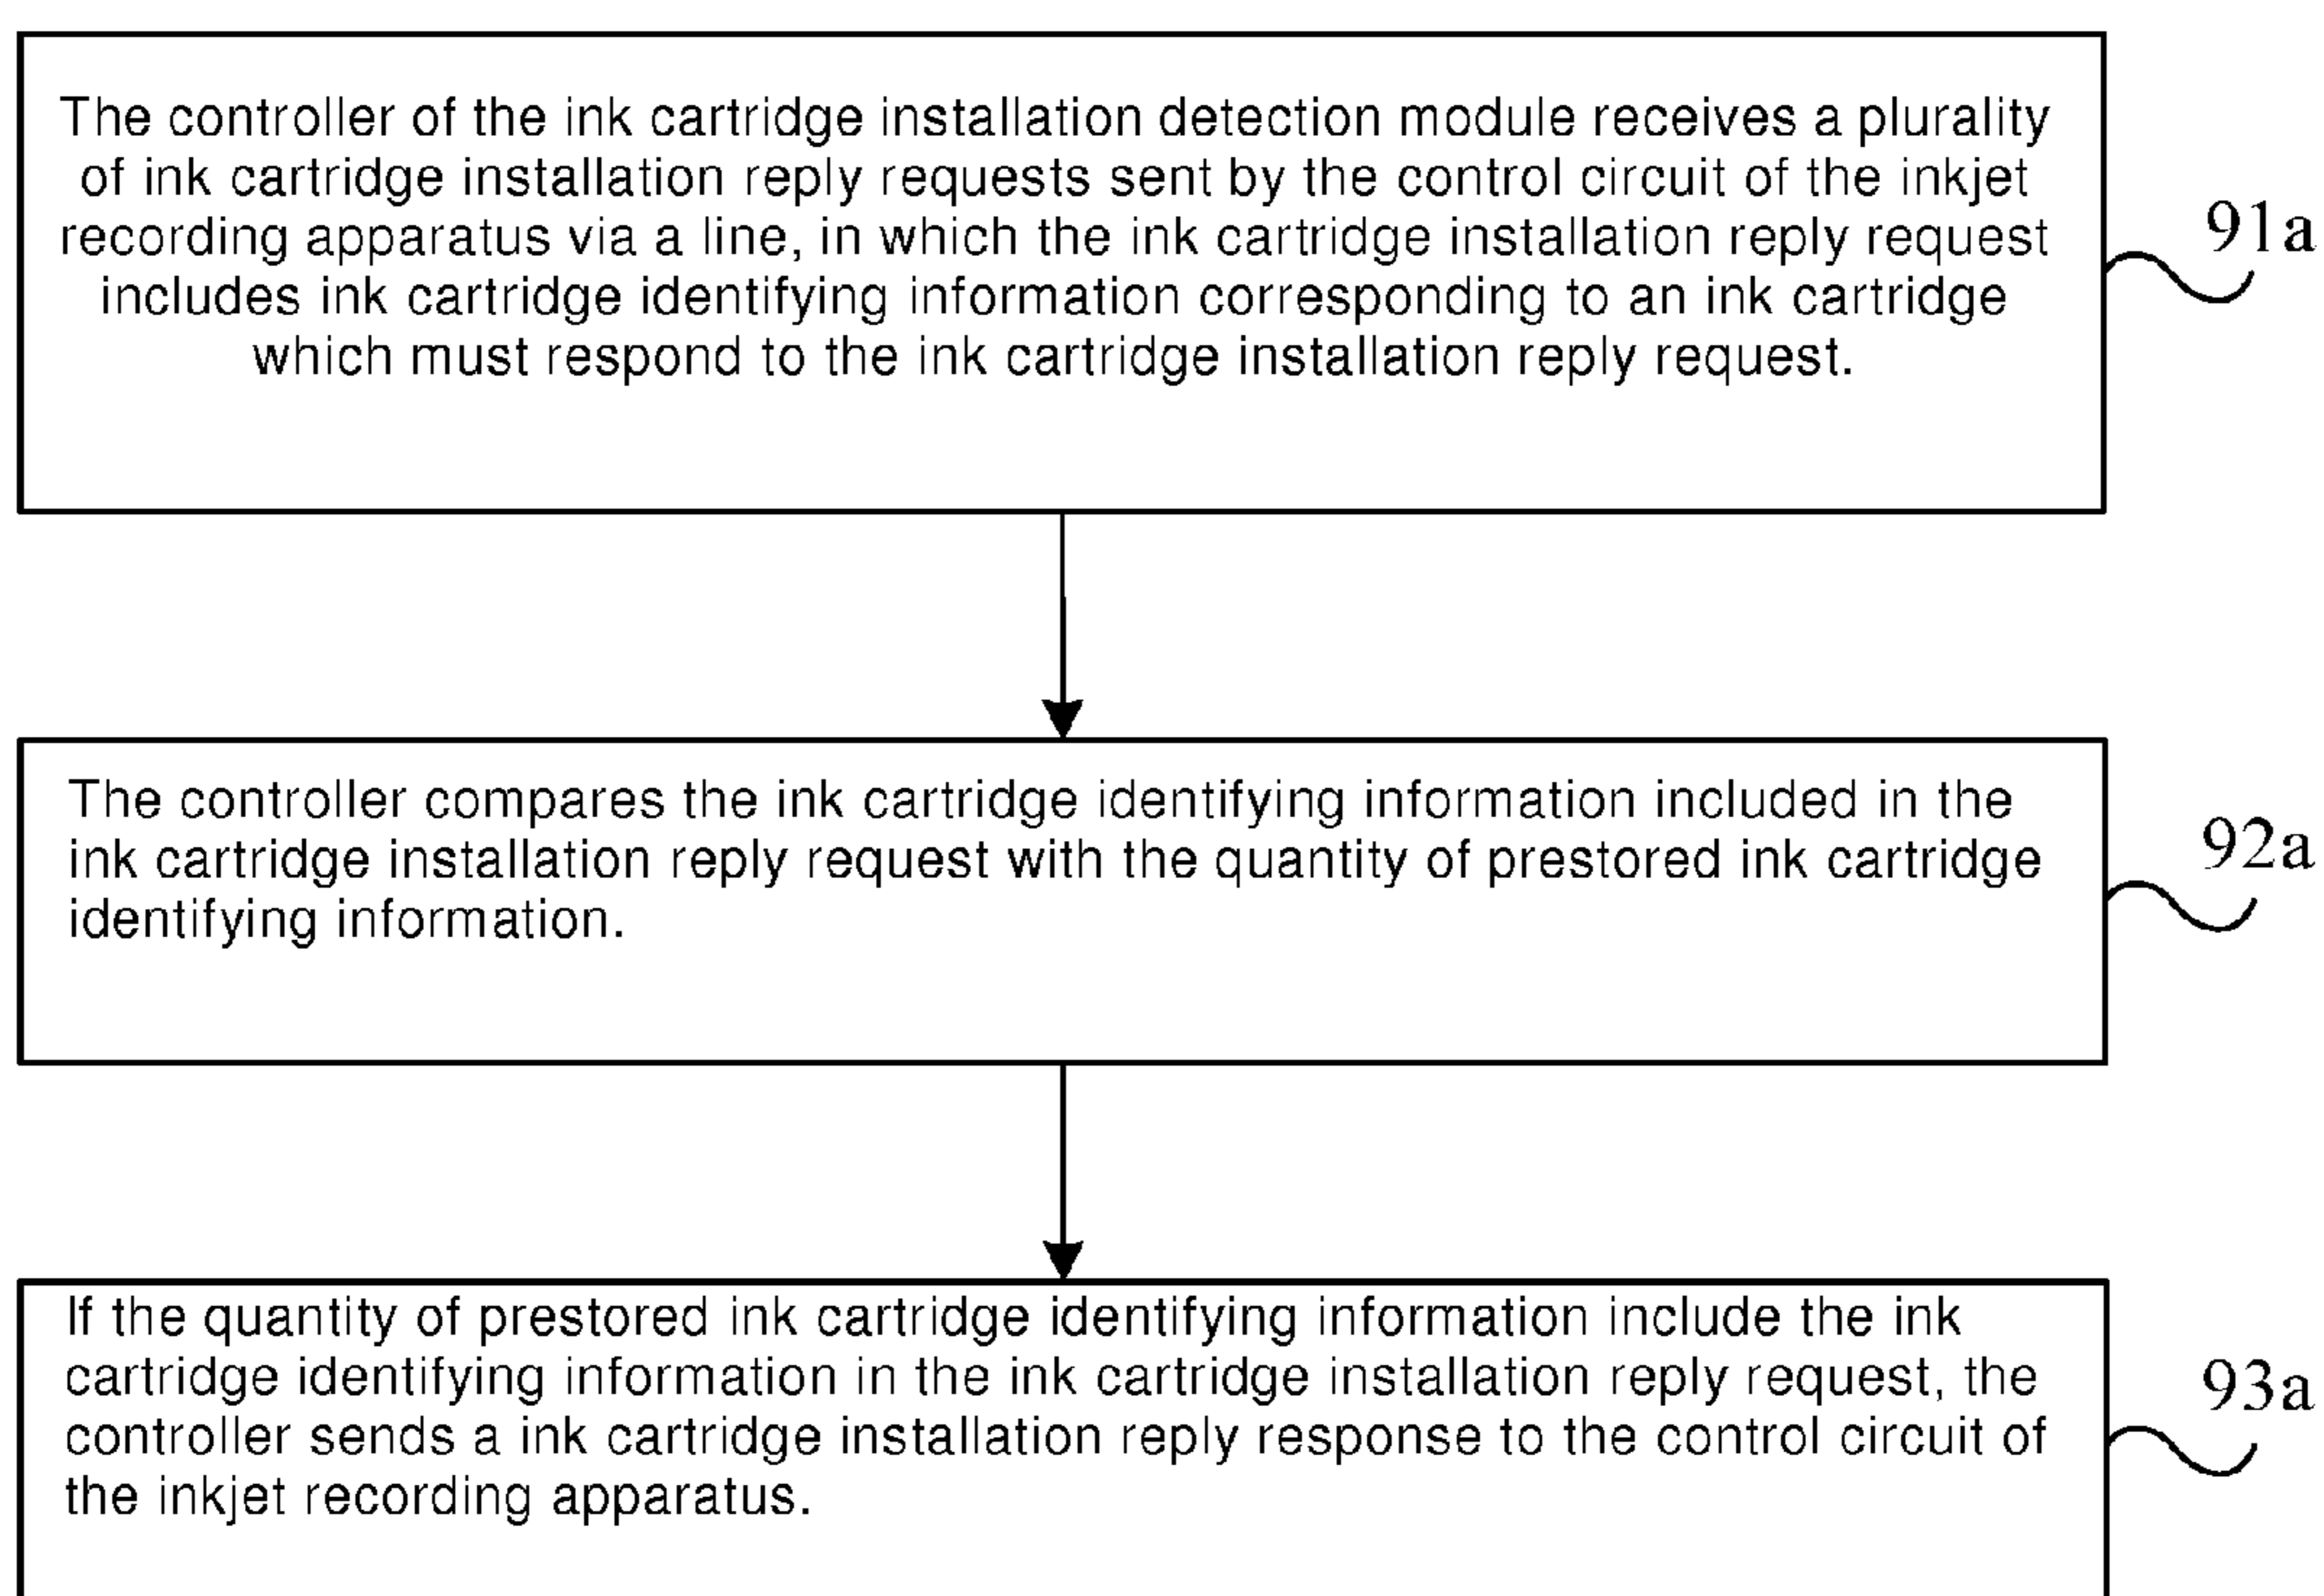 The controller of the ink cartridge installation detection module receives a plurality
of ink cartridge installation reply requests sent by the control circuit of the inkjet
recording apparatus via a line, in which the ink cartridge installation reply request
includes ink cartridge identifying information corresponding to an ink cartridge
which must respond to the ink cartridge installation reply request.
91a
The controller compares the ink cartridge identifying information included in the
ink cartridge installation reply request with the quantity of prestored ink cartridge
identifying information.
92a
If the quantity of prestored ink cartridge identifying information include the ink
cartridge identifying information in the ink cartridge installation reply request, the
controller sends a ink cartridge installation reply response to the control circuit of
the inkjet recording apparatus.
93a